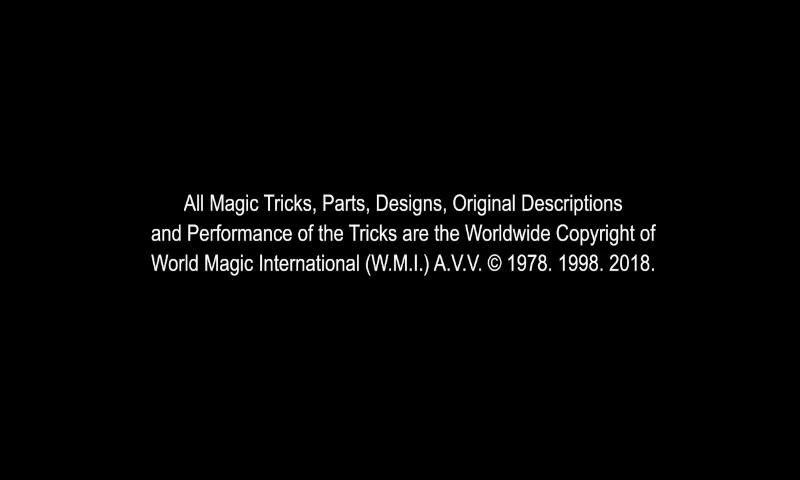 All Magic Tricks, Parts, Designs, Original Descriptions
and Performance of the Tricks are the Worldwide Copyright of
World Magic International (W.M.I.) A.V.V. © 1978. 1998. 2018.